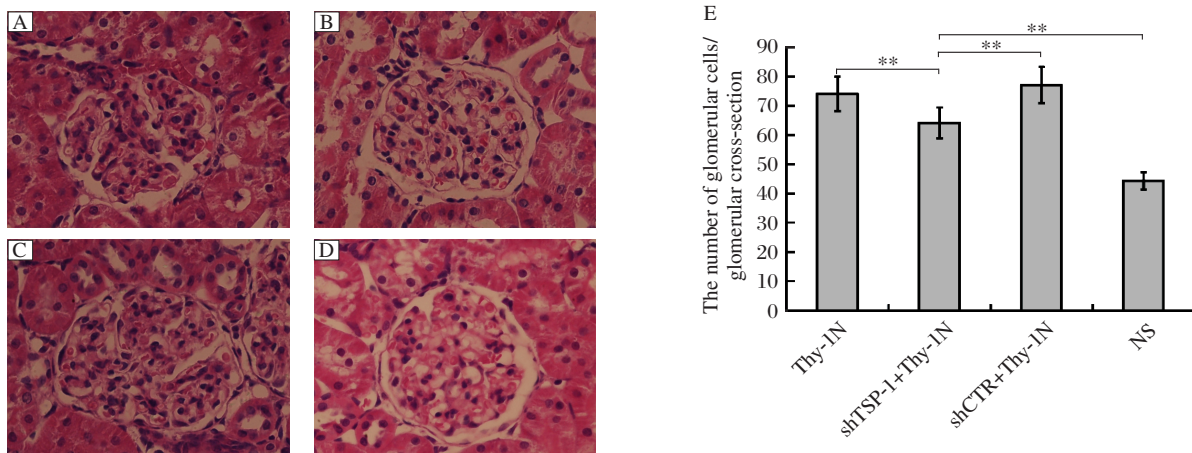 A
B
C
D
E
**
**
**
The number of glomerular cells/
glomerular cross-section
90
80
70
60
50
40
30
20
10
0
Thy-1N
shTSP-1+Thy-1N
shCTR+Thy-1N
NS